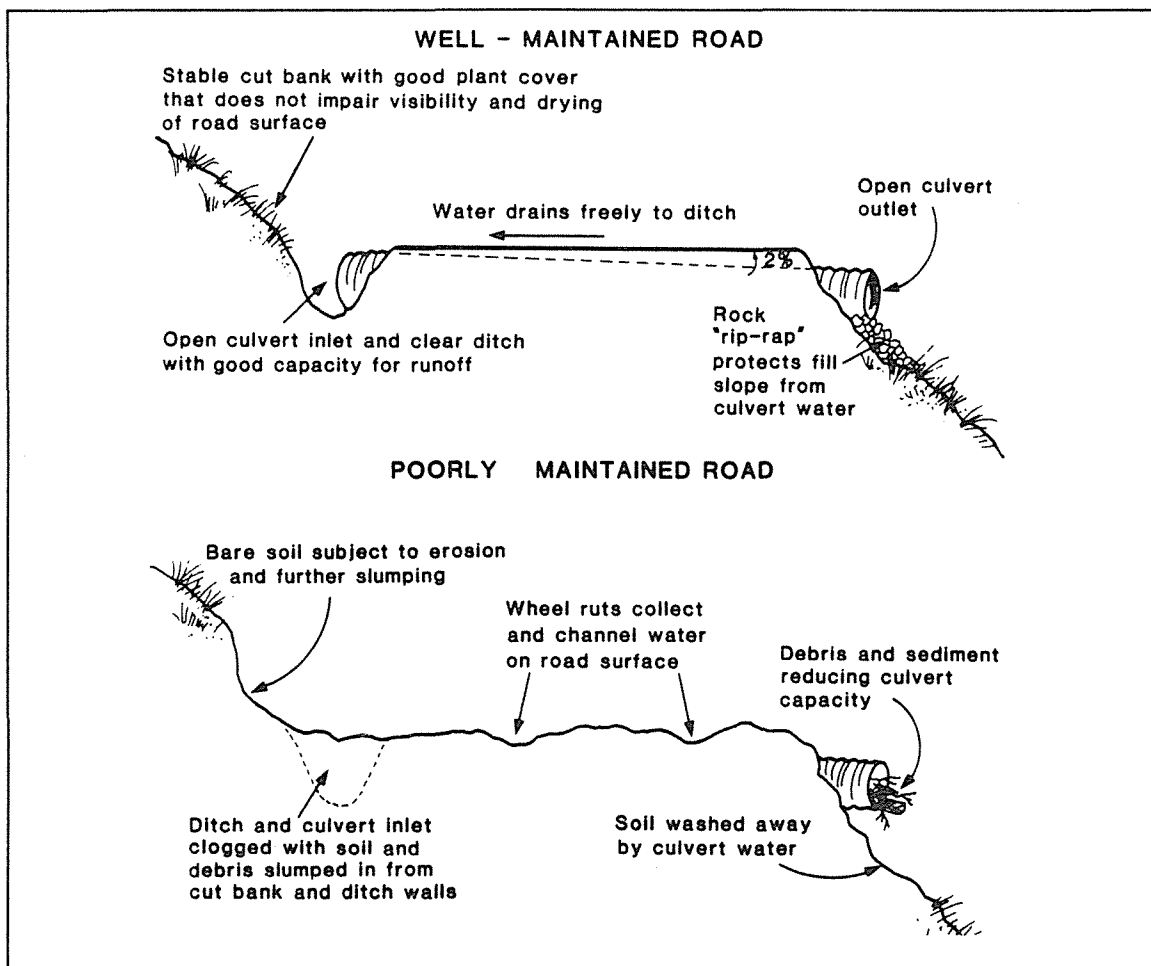 WELL - MAINTAINED ROAD
Stable cut bank with good plant cover
that does not impair visibility and drying
of road surface
Water drains freely to ditch
Open culvert
outlet
2%
Open culvert inlet and clear ditch
with good capacity for runoff
Rock
"rip-rap"
protects fill
slope from
culvert water
POORLY MAINTAINED ROAD
Bare soil subject to erosion
and further slumping
Wheel ruts collect
and channel water
on road surface
Debris and sediment
reducing culvert
capacity
Ditch and culvert inlet
clogged with soil and
debris slumped in from
cut bank and ditch walls
Soil washed away
by culvert water